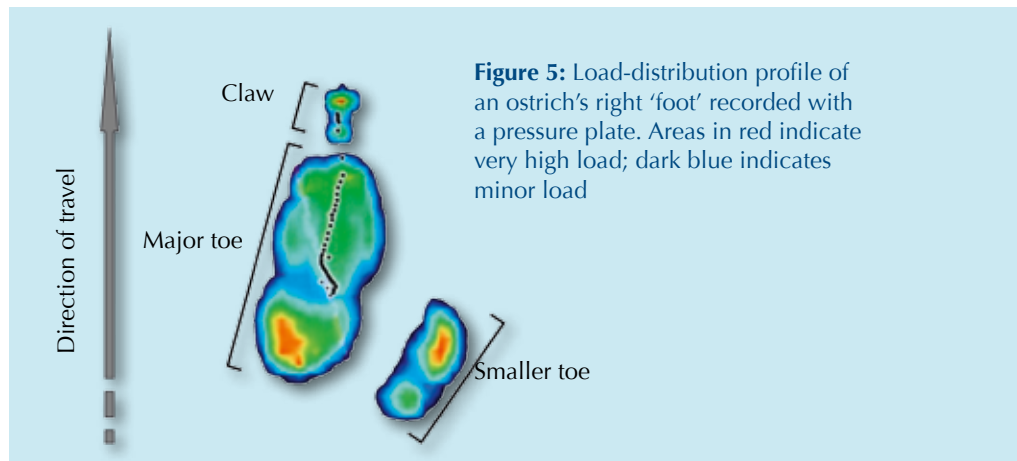 Claw
Figure 5: Load-distribution profile of
an ostrich’s right ‘foot’ recorded with
a pressure plate. Areas in red indicate
very high load; dark blue indicates
minor load
Direction of travel
Major toe
Smaller toe